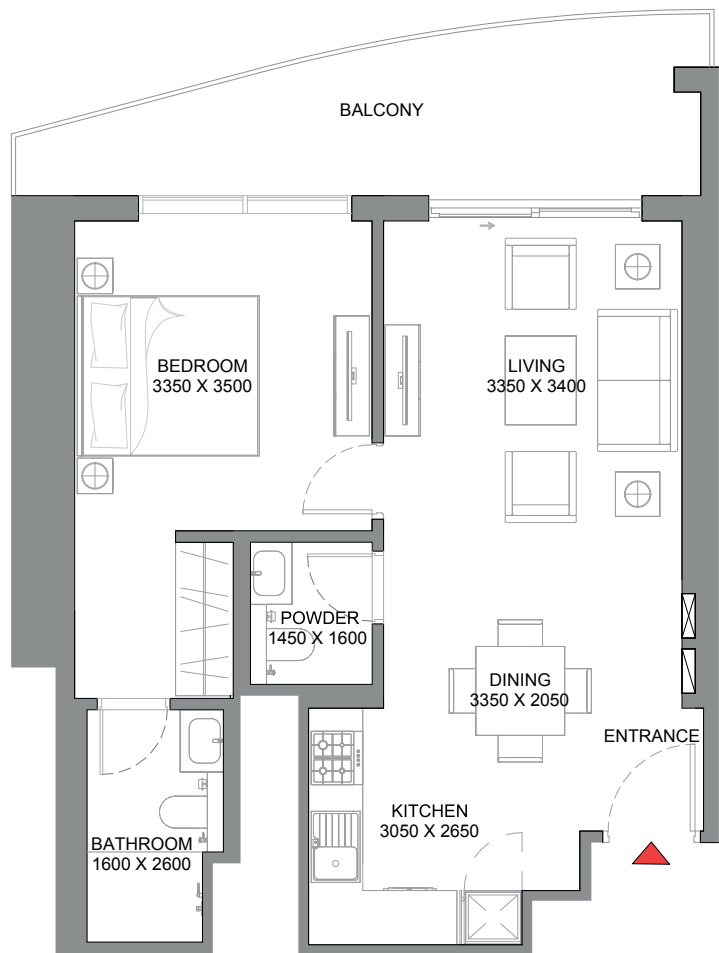 BALCONY
BEDROOM
3350 X 3500
LIVING
3350 X 3400
POWDER
1450 X 1600
DINING
3350 X 2050
ENTRANCE
KITCHEN
3050 X 2650
BATHROOM
1600 X 2600